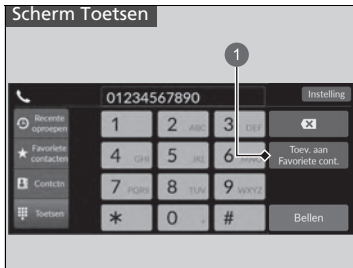 Scherm Toetsen
1
01234567890
Instelling
Recente
oproepen
1
2 ABC
3 DEF
Favoriete
contacten
4 GHI
5 JKL
6 MNO
Toev. aan
Favoriete cont.
Contctn
7 PQRS
8 TUV
9 WXYZ
Toetsen
*
0 +
#
Bellen